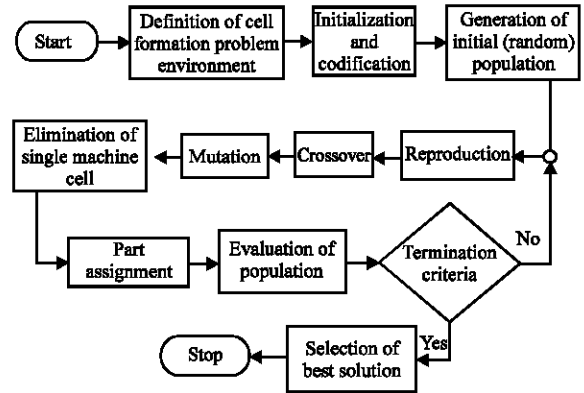 Start
Definition of cell
formation problem
environment
Initialization
and
codification
Generation of
initial (random)
population
Elimination of
single machine
cell
Mutation
Crossover
Reproduction
Part
assignment
Evaluation of
population
Termination
criteria
No
Yes
Stop
Selection of
best solution